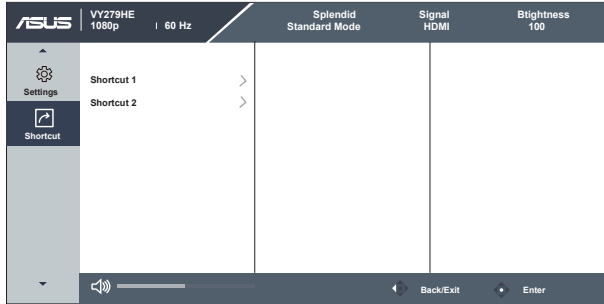 ASUS
VY279HE
1080p 60 Hz
Splendid
Standard Mode
Signal
HDMI
Btightness
100
Settings
Shortcut
Shortcut 1
Shortcut 2
Back/Exit
Enter